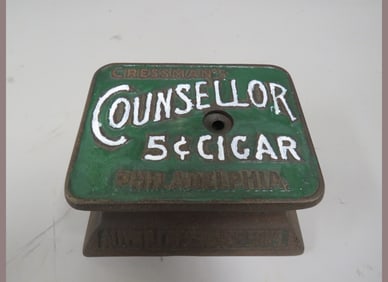 CRESSMAN'S
COUNSELLOR
5¢ CIGAR
PHILADELPHIA